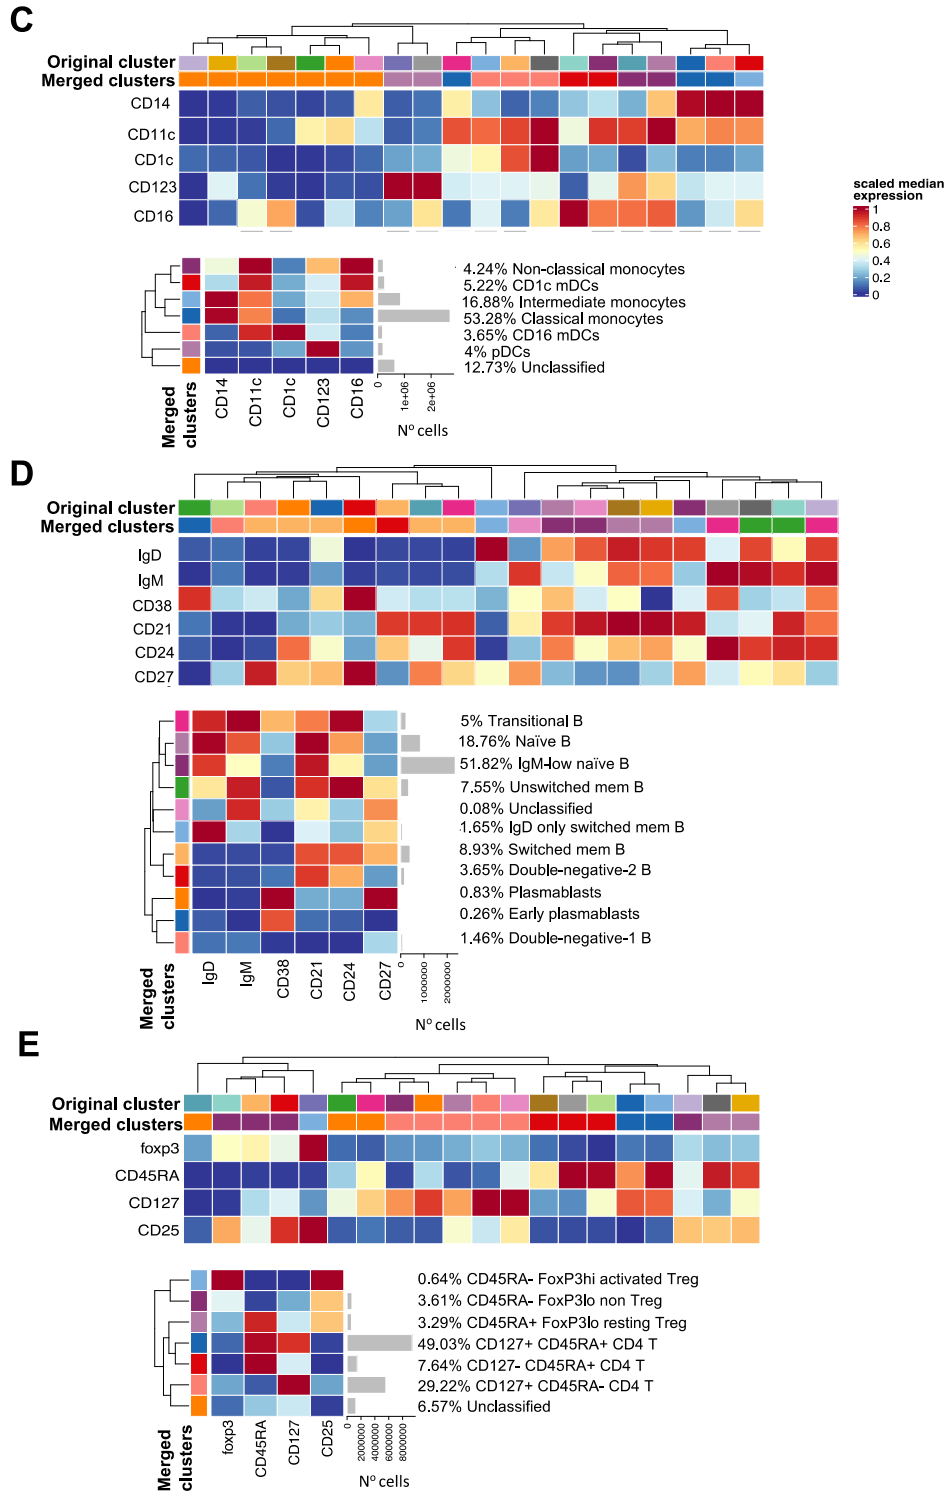 C
Original cluster
Merged clusters
CD14
CD11c
CD1c
CD123
CD16
scaled median
expression
1
0.8
0.6
0.4
0.2
0
4.24% Non-classical monocytes
5.22% CD1c mDCs
16.88% Intermediate monocytes
53.28% Classical monocytes
3.65% CD16 mDCs
4% pDCs
12.73% Unclassified
Merged
clusters
CD14
CD11c
CD1c
CD123
CD16
0
1e+06
2e+06
Nº cells
D
Original cluster
Merged clusters
IgD
IgM
CD38
CD21
CD24
CD27
5% Transitional B
18.76% Naïve B
51.82% IgM-low naïve B
7.55% Unswitched mem B
0.08% Unclassified
1.65% IgD only switched mem B
8.93% Switched mem B
3.65% Double-negative-2 B
0.83% Plasmablasts
0.26% Early plasmablasts
1.46% Double-negative-1 B
Merged
clusters
IgD
IgM
CD38
CD21
CD24
CD27
0
1000000
2000000
Nº cells
E
Original cluster
Merged clusters
foxp3
CD45RA
CD127
CD25
0.64% CD45RA- FoxP3hi activated Treg
3.61% CD45RA- FoxP3lo non Treg
3.29% CD45RA+ FoxP3lo resting Treg
49.03% CD127+ CD45RA+ CD4 T
7.64% CD127- CD45RA+ CD4 T
29.22% CD127+ CD45RA- CD4 T
6.57% Unclassified
Merged
clusters
foxp3
CD45RA
CD127
CD25
0
2000000
4000000
6000000
8000000
Nº cells